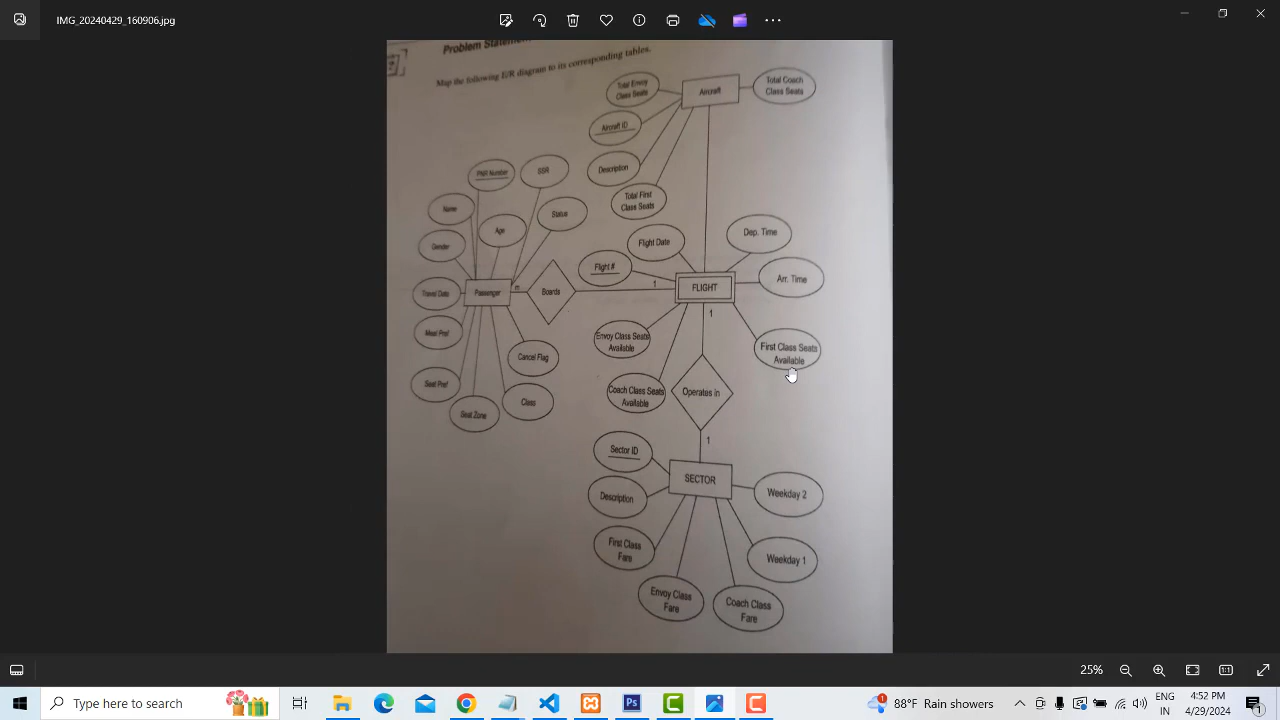 IMG_20240429_160906.jpg
Problem Statement
Map the following E/R diagram to its corresponding tables.
Total Envoy
Class Seats
Aircraft
Total Coach
Class Seats
Aircraft ID
Description
Total First
Class Seats
PNR Number
SSR
Name
Age
Status
Gender
Flight Date
Dep. Time
Flight #
Travel Date
Passenger
m
Boards
1
FLIGHT
Arr. Time
Meal Pref
1
Envoy Class Seats
Available
First Class Seats
Available
Cancel Flag
Seat Pref
Coach Class Seats
Available
Operates in
Seat Zone
Class
1
Sector ID
SECTOR
Description
Weekday 2
First Class
Fare
Weekday 1
Envoy Class
Fare
Coach Class
Fare
25%
1
Type here to search
88°F Rain showers
ENG
IN
4:52 PM
4/29/2024